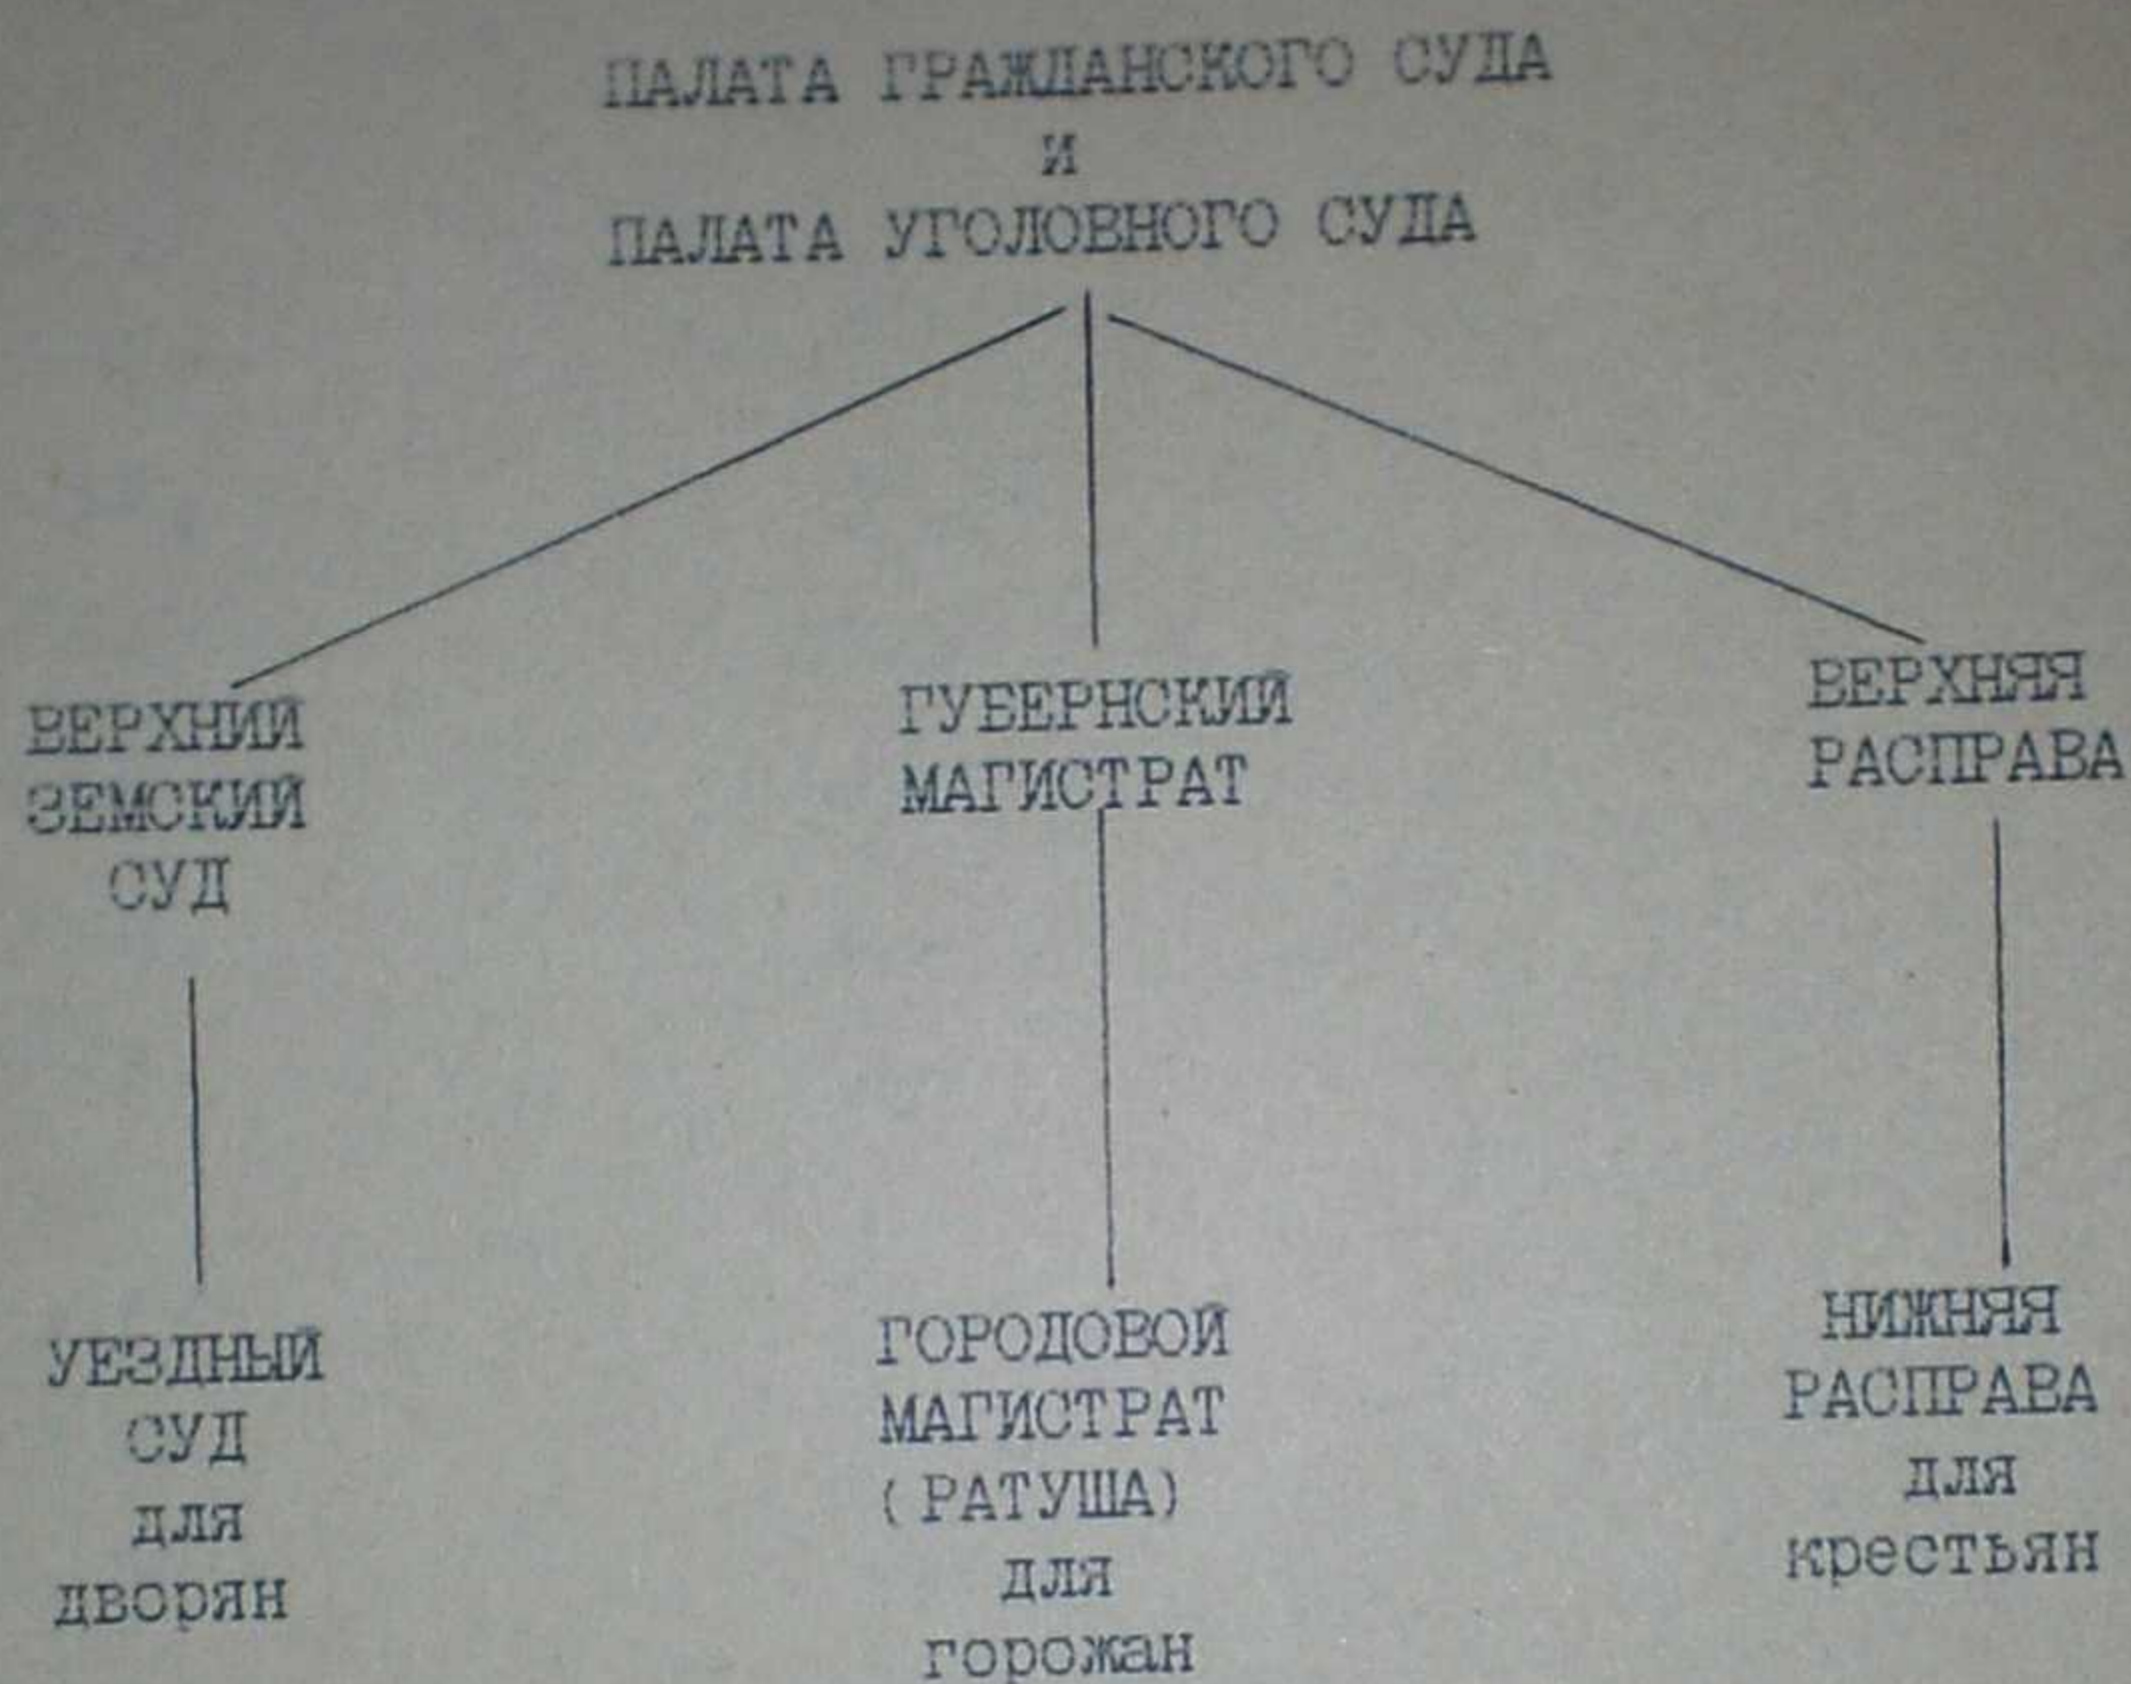 ПАЛАТА ГРАЖДАНСКОГО СУДА
И
ПАЛАТА УГОЛОВНОГО СУДА
ВЕРХНИЙ
ЗЕМСКИЙ
СУД
ГУБЕРНСКИЙ
МАГИСТРАТ
ВЕРХНЯЯ
РАСПРАВА
УЕЗДНЫЙ
СУД
для
дворян
ГОРОДОВОЙ
МАГИСТРАТ
(РАТУША)
для
горожан
НИЖНЯЯ
РАСПРАВА
для
крестьян